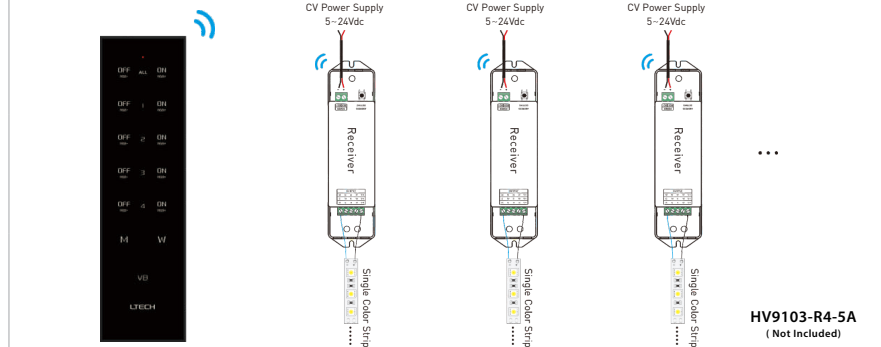 CV Power Supply
5~24Vdc
CV Power Supply
5~24Vdc
CV Power Supply
5~24Vdc
OFF ALL ON
OFF 1 ON
OFF 2 ON
OFF 3 ON
OFF 4 ON
M W
LTECH
Receiver
Receiver
Receiver
Single Color Strip
Single Color Strip
Single Color Strip
...
HV9103-R4-5A
( Not Included)